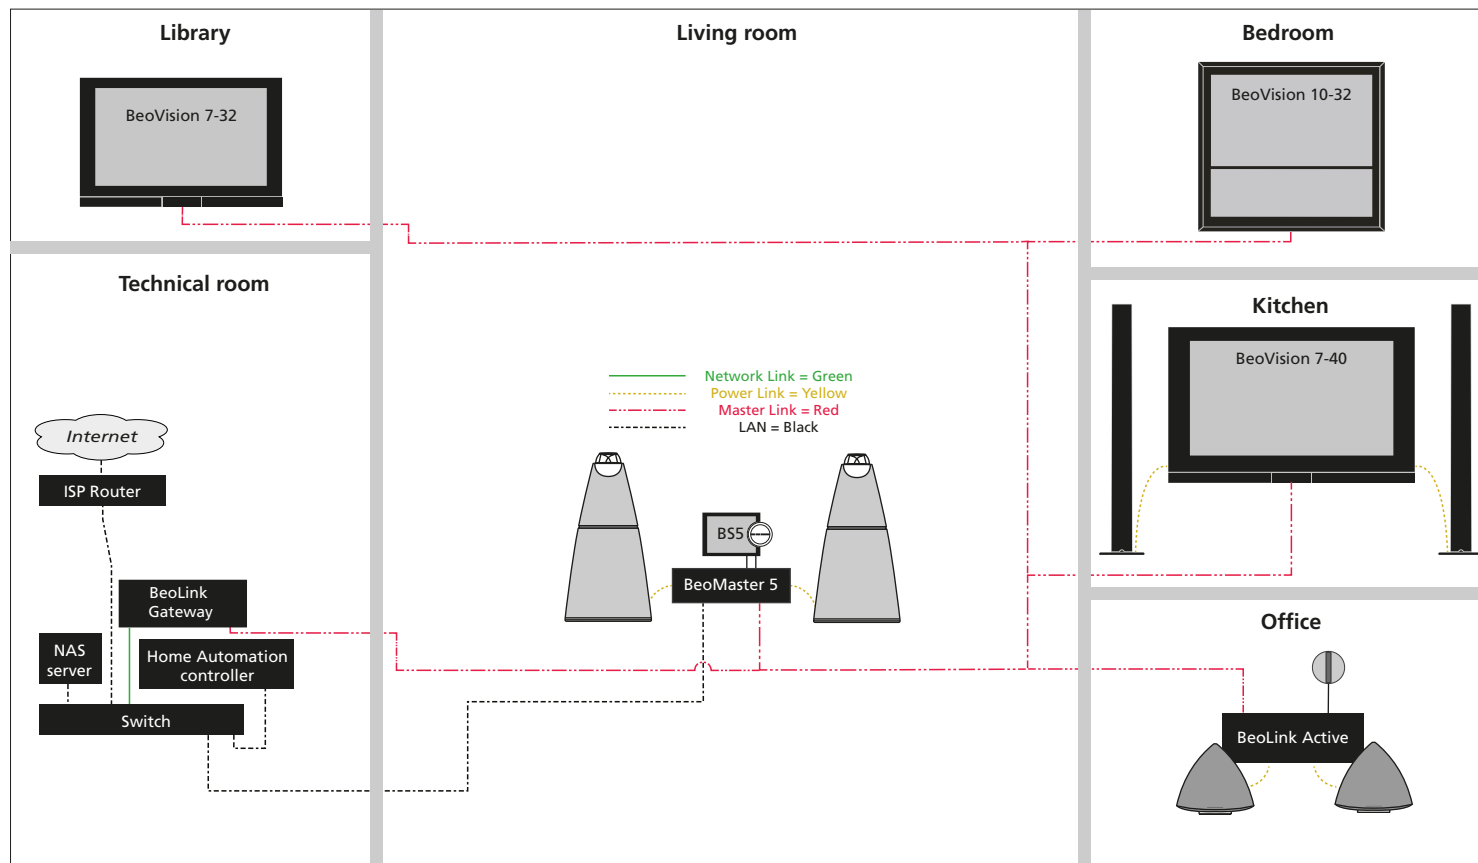 Library
Living room
Bedroom
BeoVision 7-32
BeoVision 10-32
Technical room
Kitchen
BeoVision 7-40
Network Link = Green
Power Link = Yellow
Master Link = Red
LAN = Black
Internet
ISP Router
BS5
BeoMaster 5
BeoLink
Gateway
NAS
server
Home Automation
controller
Switch
Office
BeoLink Active